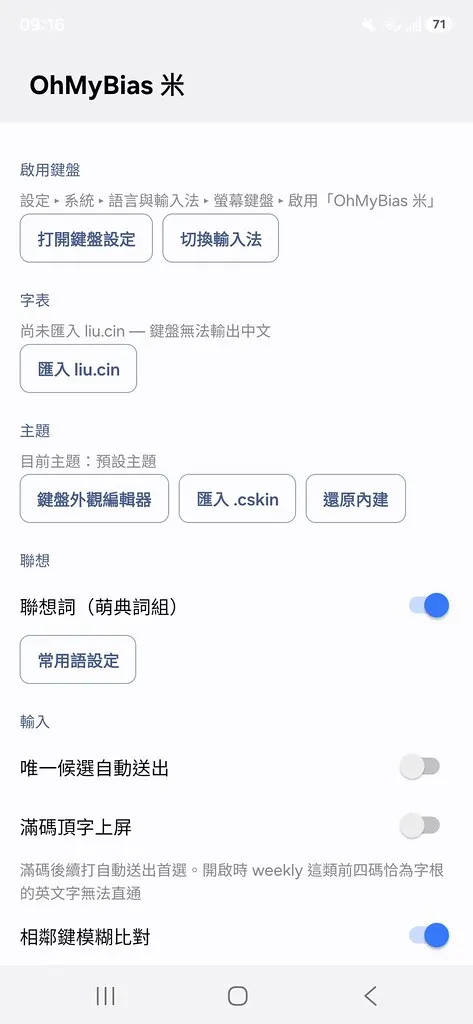 09:16
71
OhMyBias 米
啟用鍵盤
設定 ▸ 系統 ▸ 語言與輸入法 ▸ 螢幕鍵盤 ▸ 啟用「OhMyBias 米」
打開鍵盤設定 切換輸入法
字表
尚未匯入 liu.cin — 鍵盤無法輸出中文
匯入 liu.cin
主題
目前主題：預設主題
鍵盤外觀編輯器 匯入 .cskin 還原內建
聯想
聯想詞（萌典詞組）
常用語設定
輸入
唯一候選自動送出
滿碼頂字上屏
滿碼後續打自動送出首選。開啟時 weekly 這類前四碼恰為字根
的英文字無法直通
相鄰鍵模糊比對